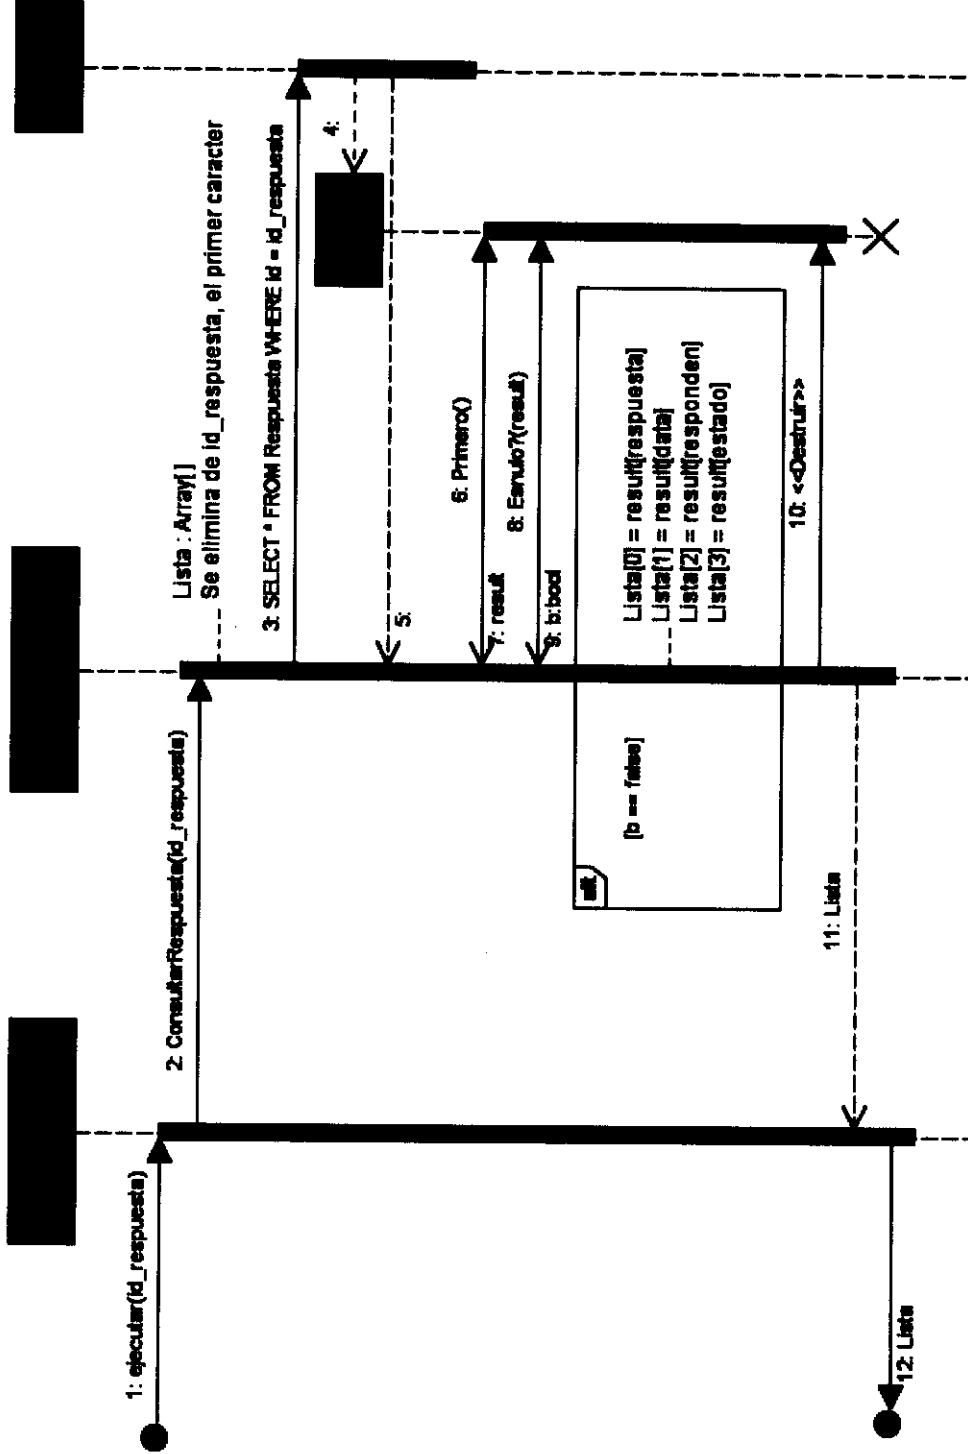 1: ejecutar(id_respuesta)
2: ConsultarRespuesta(id_respuesta)
Lista : Array[]
Se elimina de id_respuesta, el primer caracter
3: SELECT * FROM Respuesta WHERE id = id_respuesta
4:
5:
6: Primero()
7: result
8: Esnulo?(result)
9: b:bool
alt
[b == false]
Lista[0] = result[respuesta]
Lista[1] = result[data]
Lista[2] = result[responden]
Lista[3] = result[estado]
10: <<Destruir>>
11: Lista
12: Lista